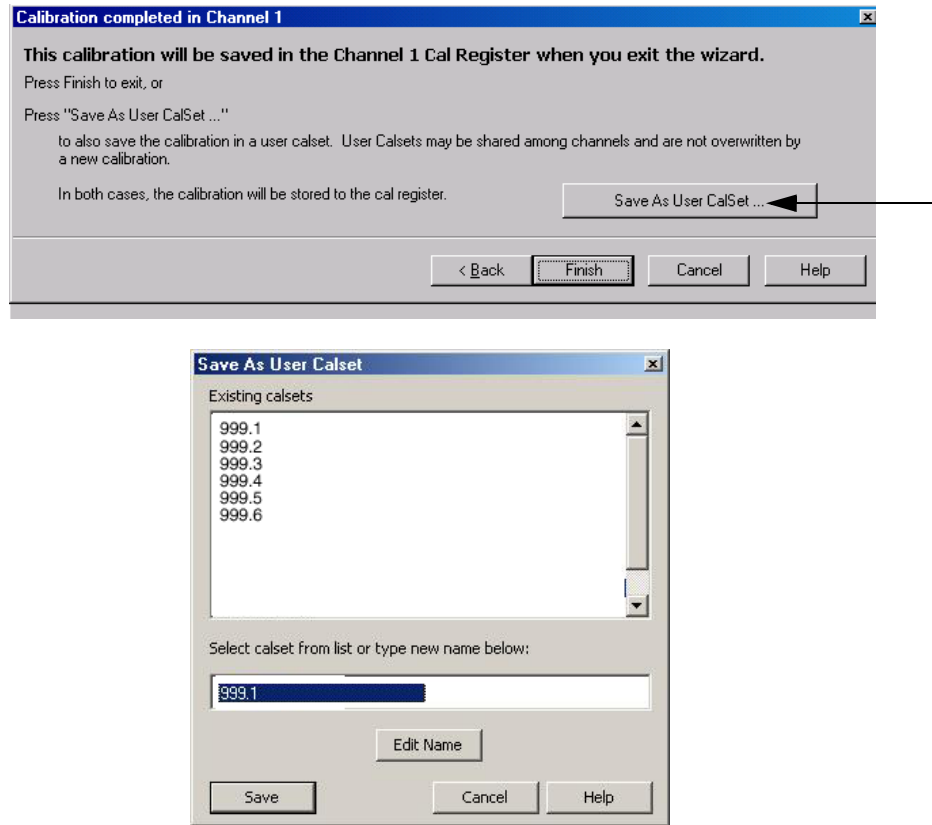 Calibration completed in Channel 1
This calibration will be saved in the Channel 1 Cal Register when you exit the wizard.
Press Finish to exit, or
Press "Save As User CalSet ..."
to also save the calibration in a user calset. User Calsets may be shared among channels and are not overwritten by
a new calibration.
In both cases, the calibration will be stored to the cal register.
Save As User CalSet ...
< Back
Finish
Cancel
Help
Save As User Calset
Existing calsets
999.1
999.2
999.3
999.4
999.5
999.6
Select calset from list or type new name below:
999.1
Edit Name
Save
Cancel
Help